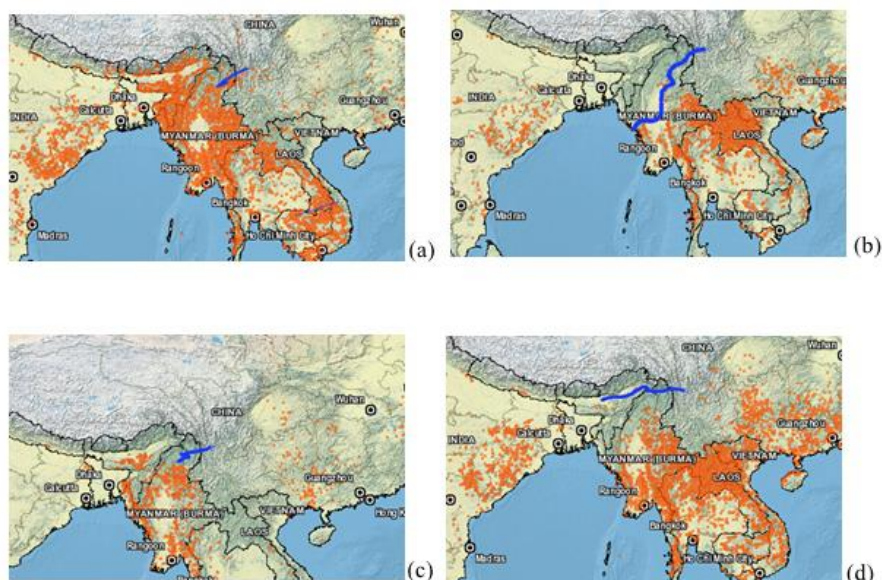 CHINA
Wuhan
Dhaka
INDIA
Calcutta
Guangzhou
MYANMAR (BURMA)
VIETNAM
LAOS
Rangoon
Bangkok
Madras
Ho Chi Minh City
(a)
CHINA
Wuhan
Dhaka
INDIA
Calcutta
Guangzhou
MYANMAR (BURMA)
VIETNAM
LAOS
Rangoon
Bangkok
Madras
Ho Chi Minh City
(b)
CHINA
Wuhan
Dhaka
Calcutta
Guangzhou
Hong K
MYANMAR (BURMA)
VIETNAM
LAOS
Rangoon
(c)
CHINA
Wuhan
Dhaka
INDIA
Calcutta
Guangzhou
MYANMAR (BURMA)
VIETNAM
LAOS
Rangoon
Bangkok
Madras
Ho Chi Minh City
(d)